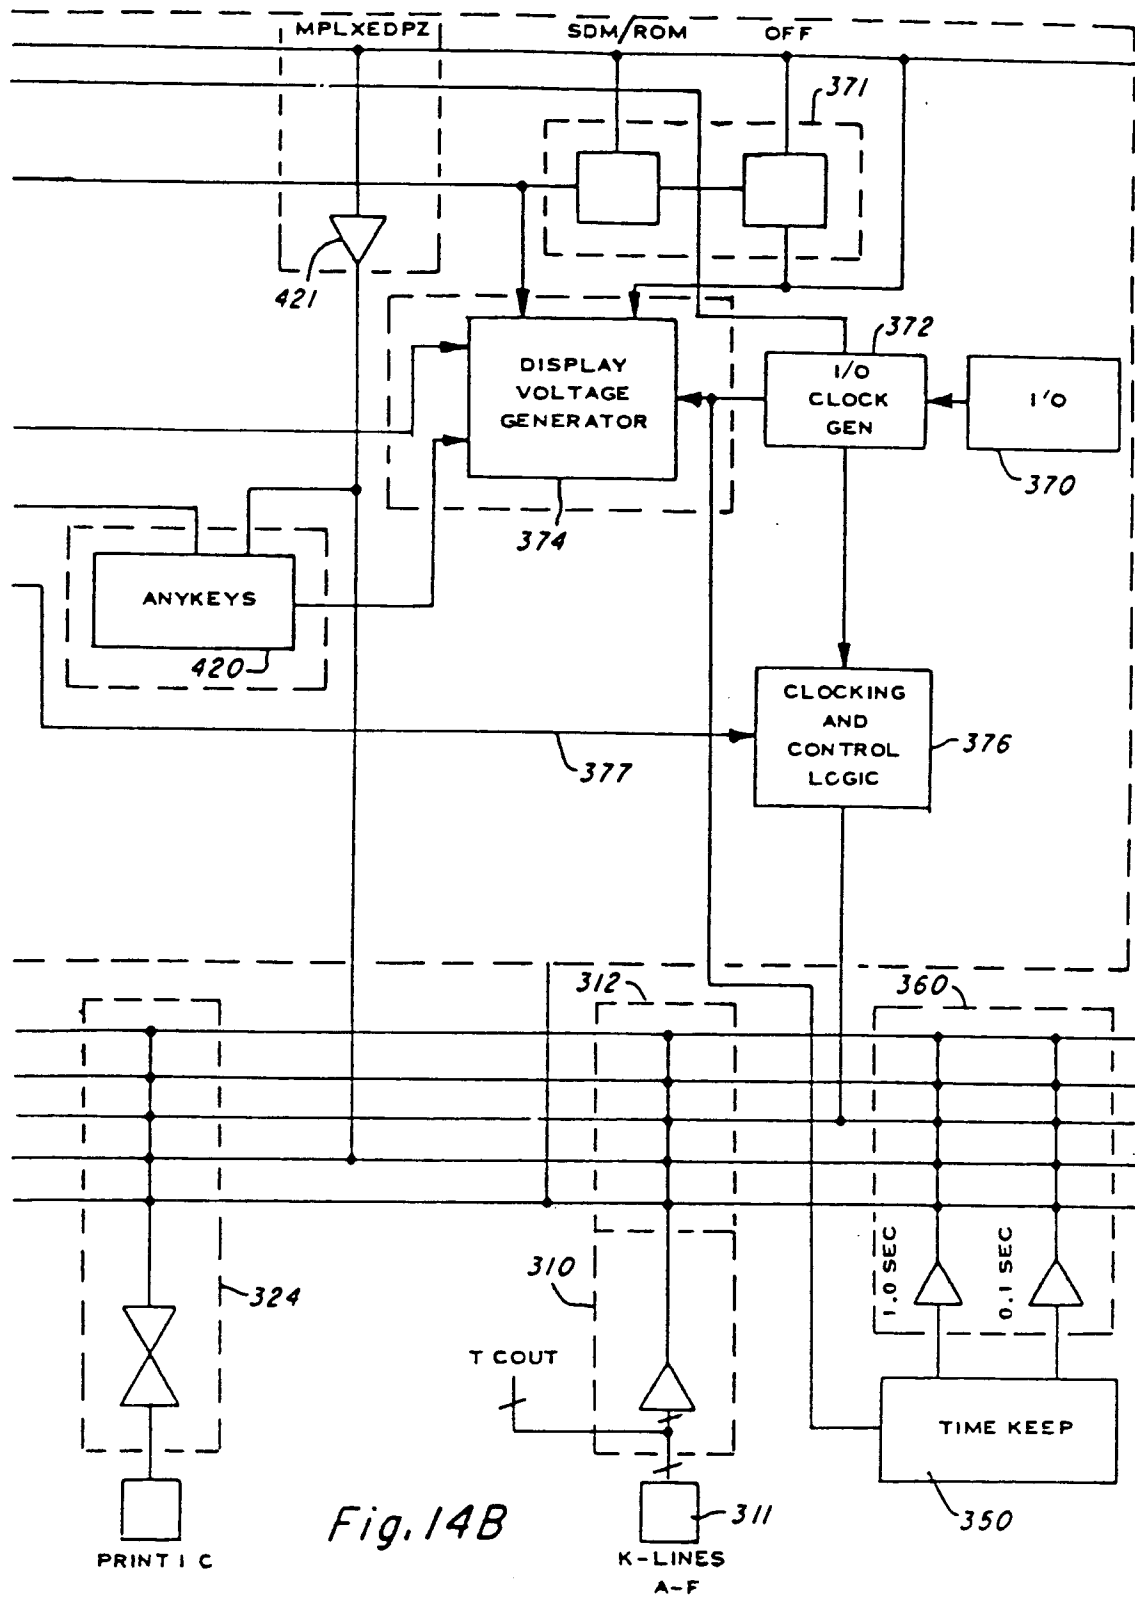 MPLXEDPZ
SDM/ROM
OFF
371
421
372
DISPLAY
VOLTAGE
GENERATOR
I/O
CLOCK
GEN
I'O
370
374
ANYKEYS
420
CLOCKING
AND
CONTROL
LOGIC
376
377
312
360
324
310
1.0 SEC
0.1 SEC
T COUT
TIME KEEP
350
311
Fig. 14B
PRINT I C
K-LINES
A-F